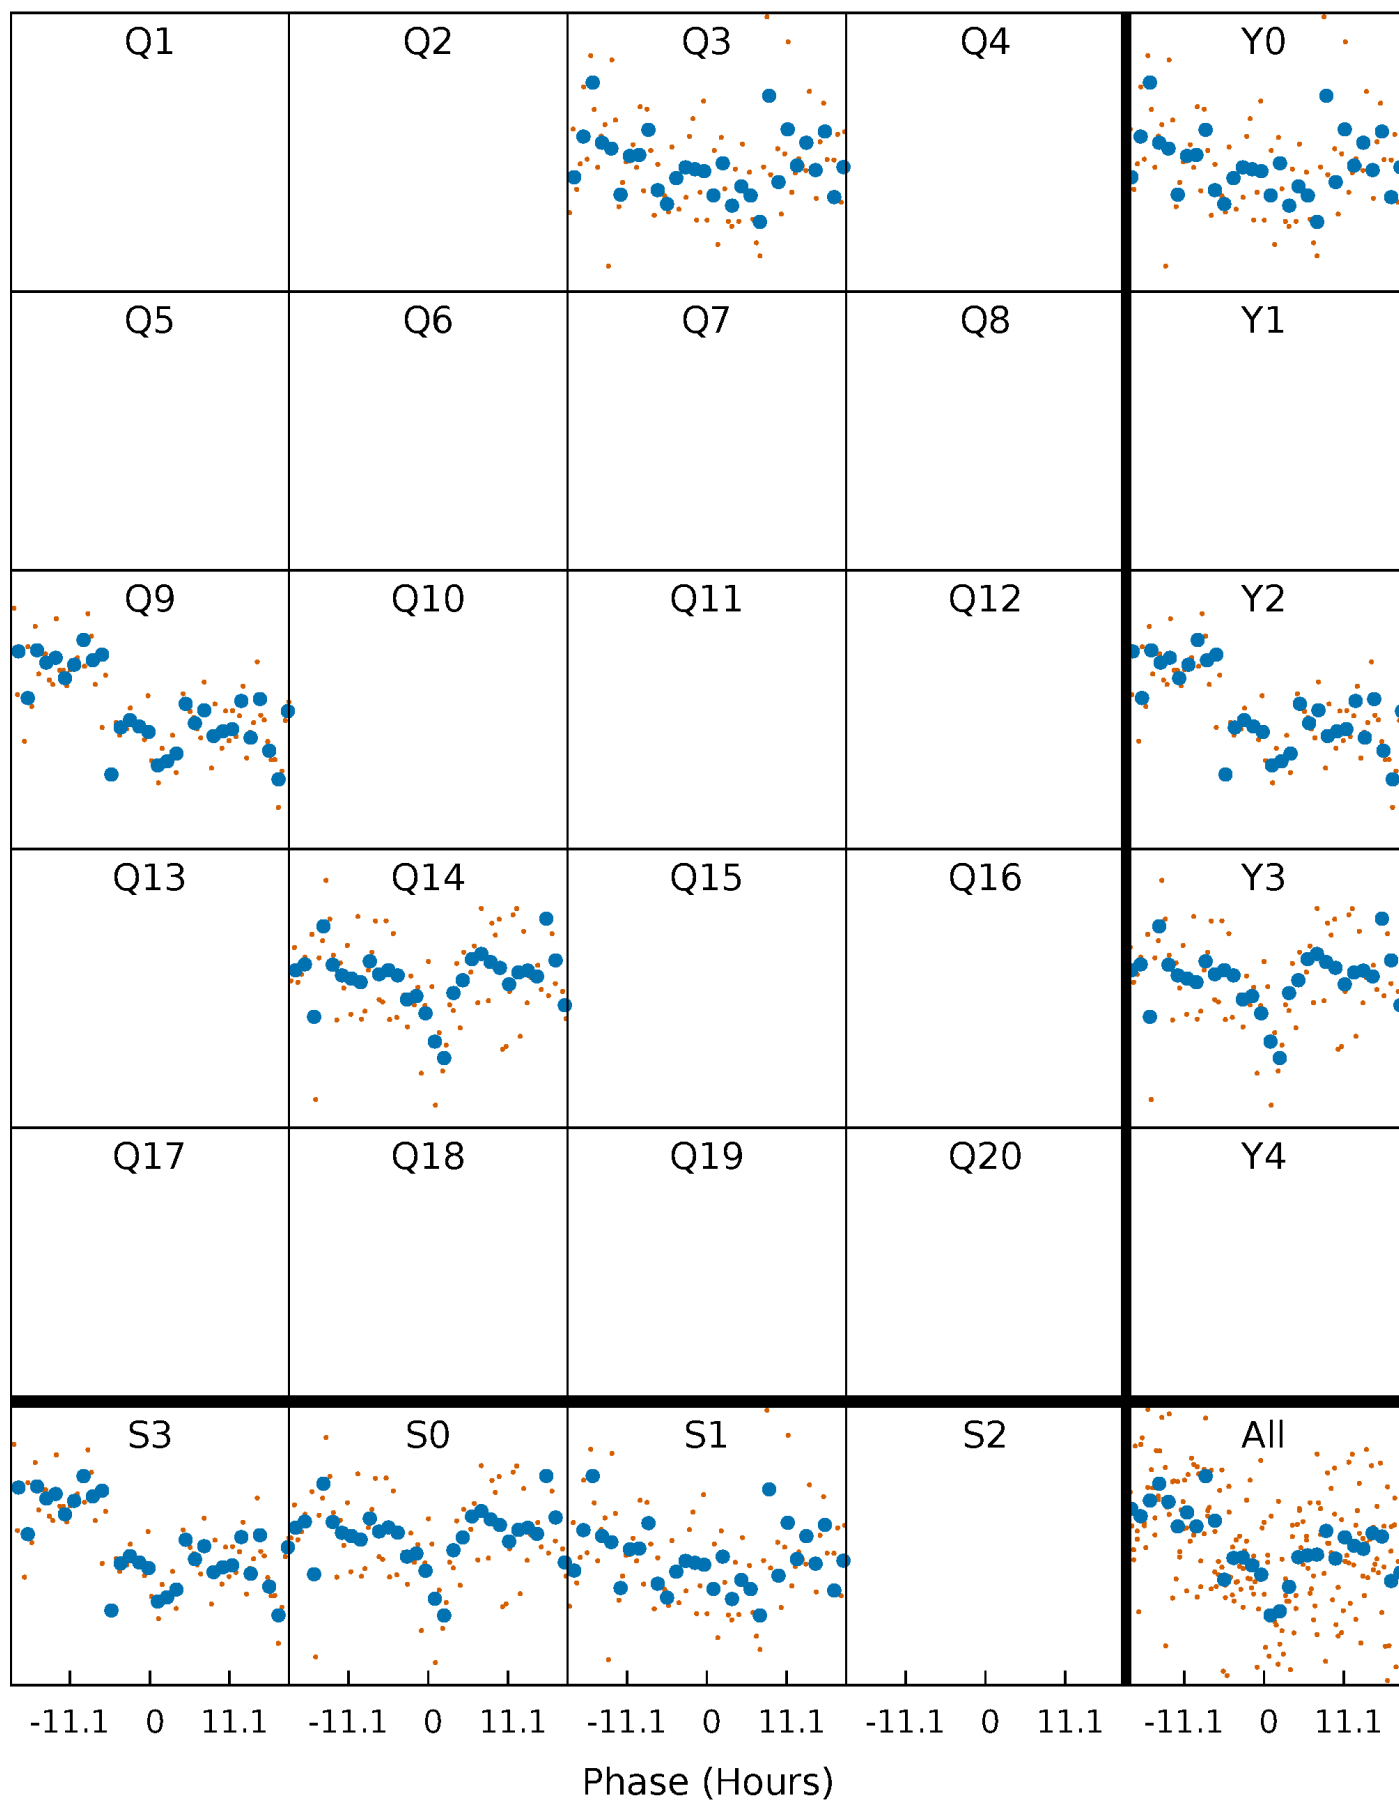 Q1 Q2 Q3 Q4 Y0
Q5 Q6 Q7 Q8 Y1
Q9 Q10 Q11 Q12 Y2
Q13 Q14 Q15 Q16 Y3
Q17 Q18 Q19 Q20 Y4
S3 S0 S1 S2 All
-11.1 0 11.1 -11.1 0 11.1 -11.1 0 11.1 -11.1 0 11.1 -11.1 0 11.1
Phase (Hours)